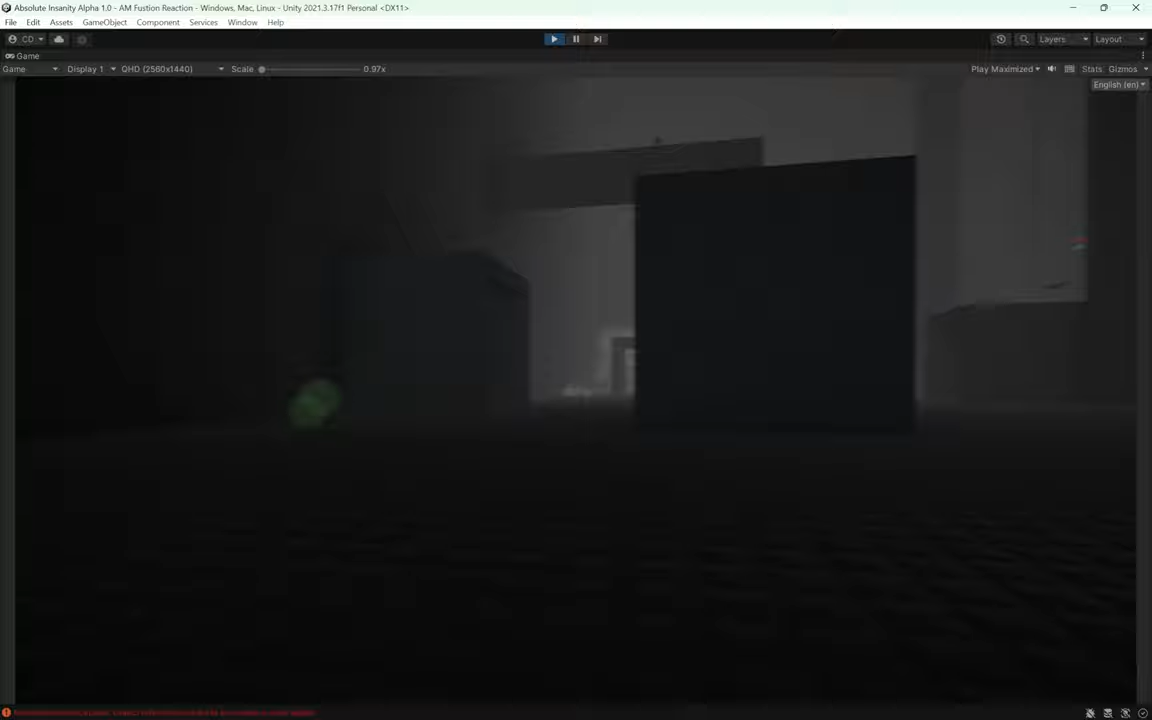 Absolute Insanity Alpha 1.0 - AM Fustion Reaction - Windows, Mac, Linux - Unity 2021.3.17f1 Personal <DX11>
File Edit Assets GameObject Component Services Window Help
CD Layers Layout
Game
Game Display 1 QHD (2560x1440) Scale 0.97x Play Maximized Stats Gizmos
English (en)